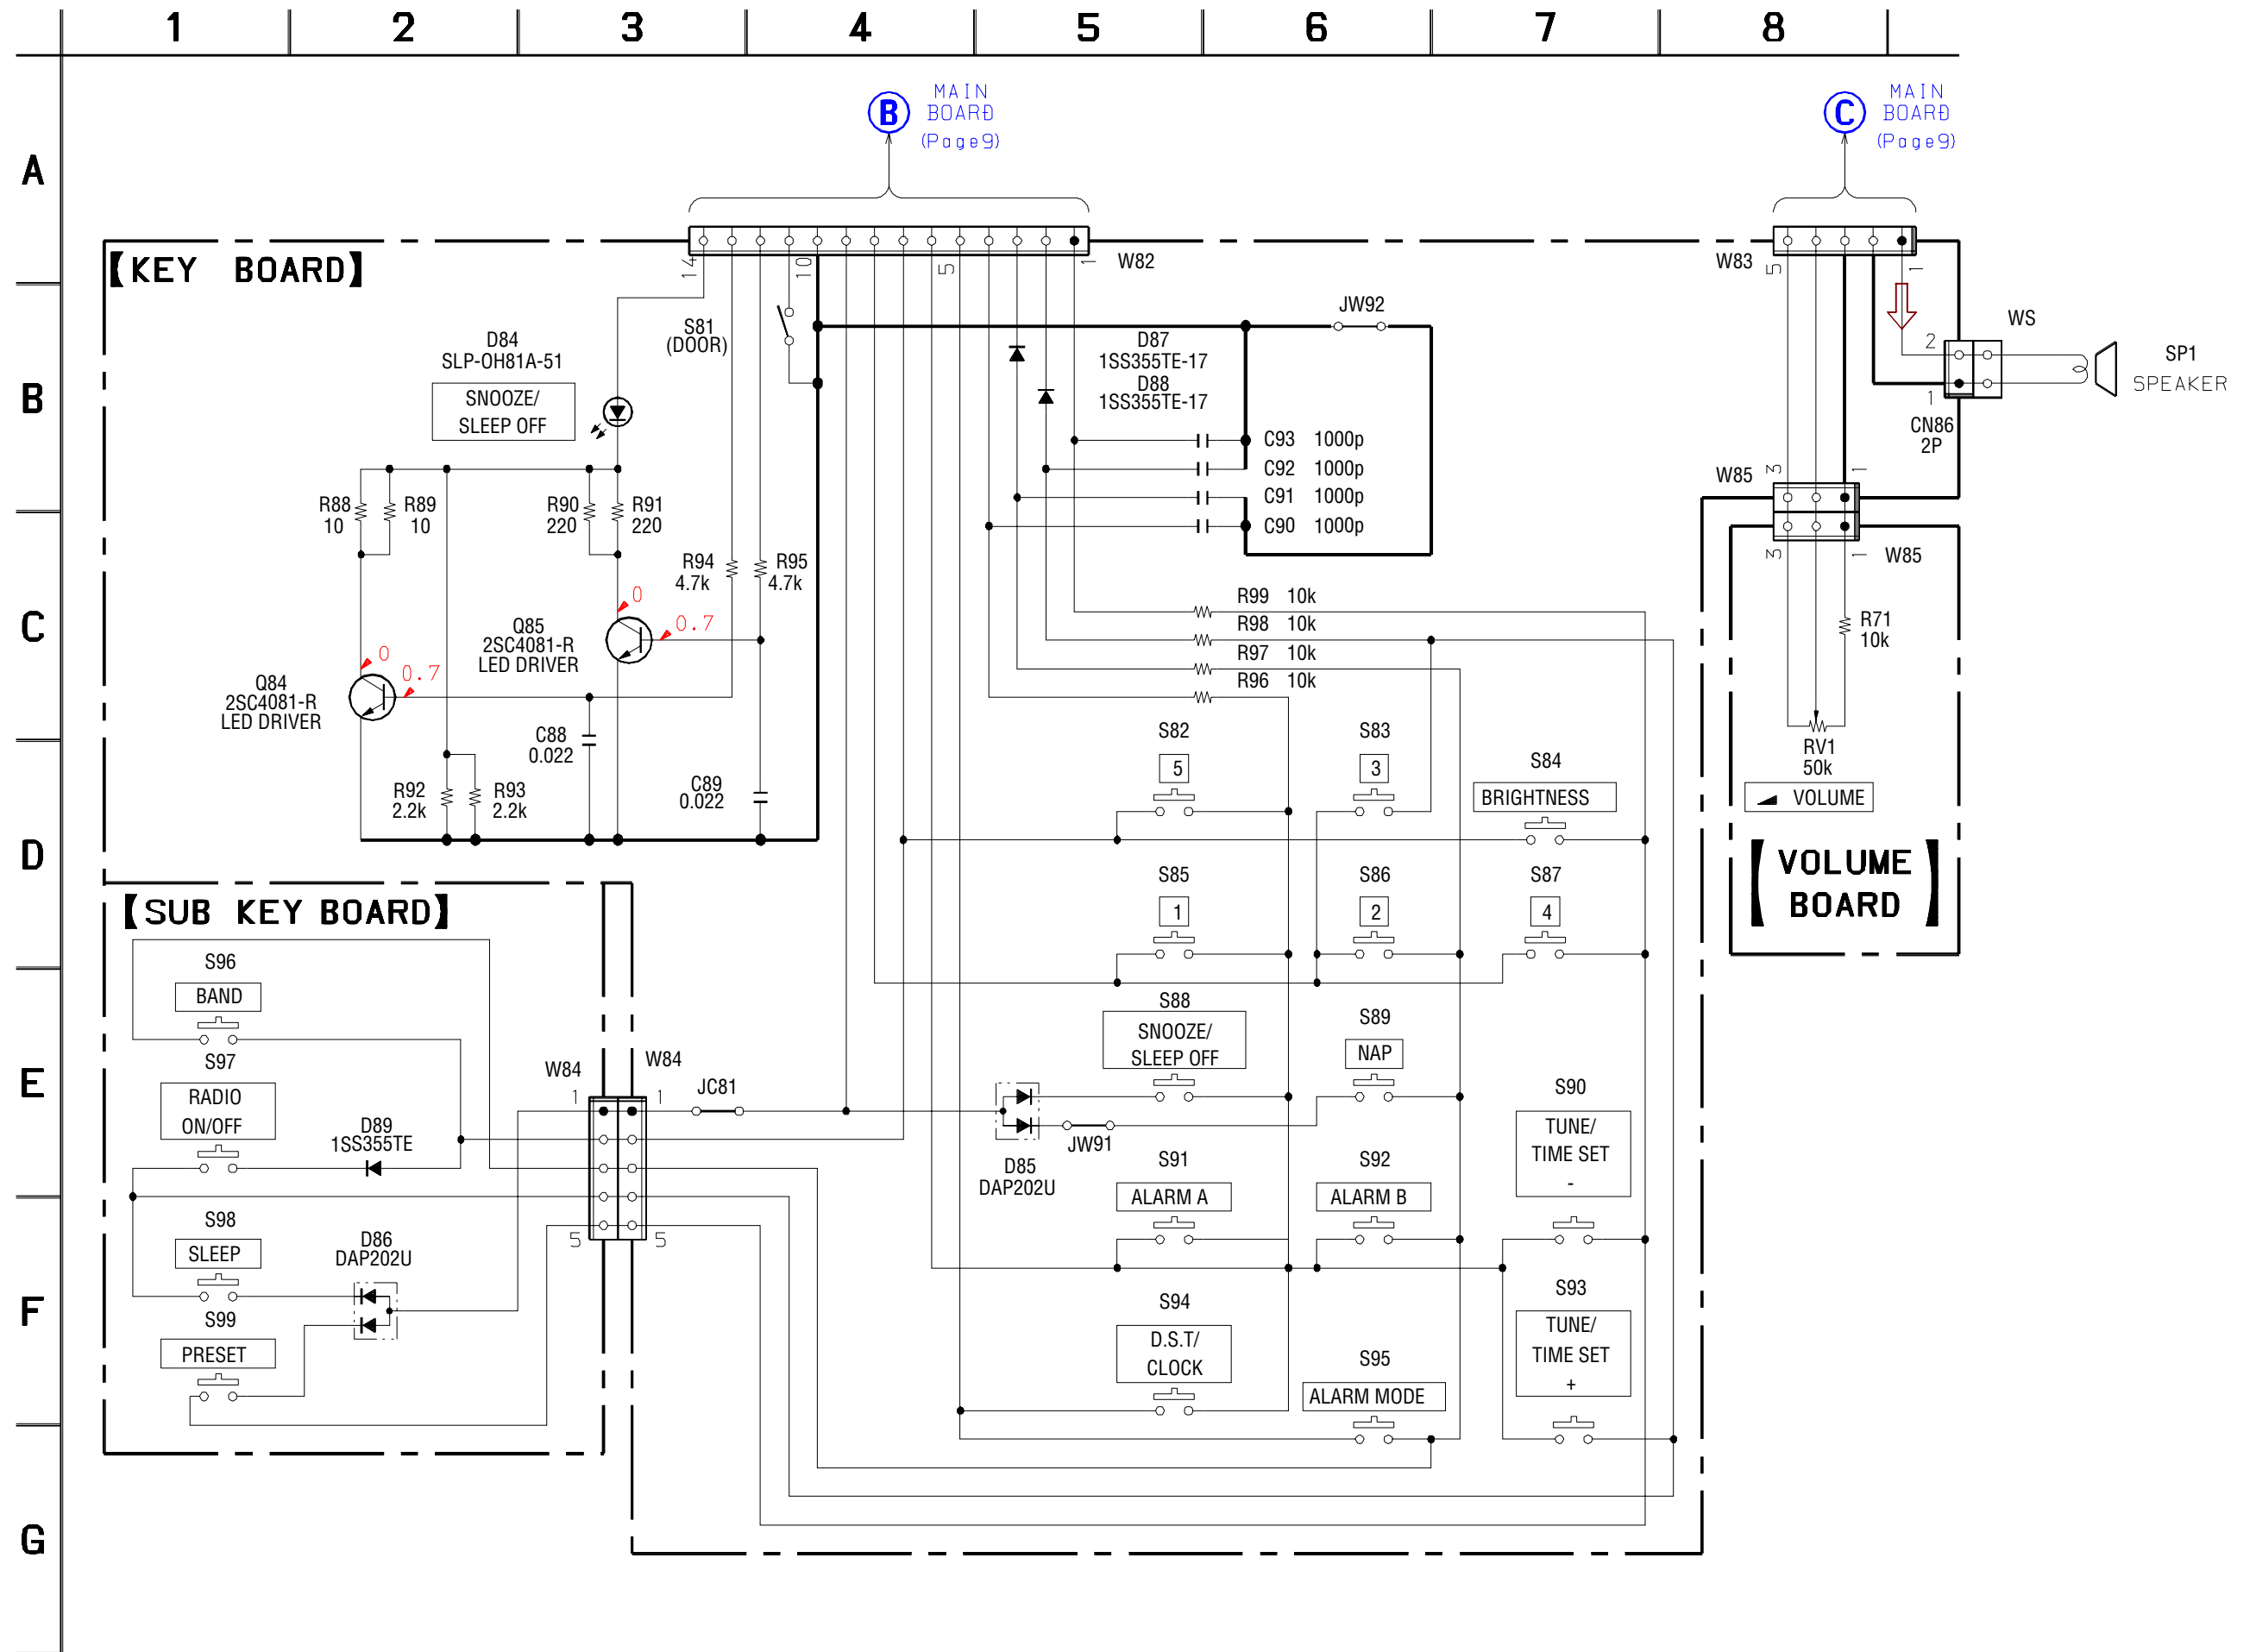 1 2 3 4 5 6 7 8
A
B
C
D
E
F
G
B MAIN
BOARD
(Page9)
C MAIN
BOARD
(Page9)
【KEY BOARD】
14 10 5 1 W82
W83 5 1
D84
SLP-OH81A-51
SNOOZE/
SLEEP OFF
S81
(DOOR)
JW92
D87
1SS355TE-17
D88
1SS355TE-17
C93 1000p
C92 1000p
C91 1000p
C90 1000p
WS
2
1
SP1
SPEAKER
CN86
2P
W85 3 1
3 1 W85
R88
10
R89
10
R90
220
R91
220
R94
4.7k
R95
4.7k
0
0.7
Q85
2SC4081-R
LED DRIVER
0
0.7
Q84
2SC4081-R
LED DRIVER
R99 10k
R98 10k
R97 10k
R96 10k
R71
10k
C88
0.022
C89
0.022
R92
2.2k
R93
2.2k
S82
5
S83
3
S84
BRIGHTNESS
RV1
50k
VOLUME
【VOLUME
BOARD】
S85
1
S86
2
S87
4
【SUB KEY BOARD】
S96
BAND
S97
RADIO
ON/OFF
D89
1SS355TE
W84 W84
1 1
5 5
JC81
S88
SNOOZE/
SLEEP OFF
S89
NAP
S90
TUNE/
TIME SET
-
JW91
D85
DAP202U
S91
ALARM A
S92
ALARM B
S98
SLEEP
D86
DAP202U
S99
PRESET
S94
D.S.T/
CLOCK
S95
ALARM MODE
S93
TUNE/
TIME SET
+